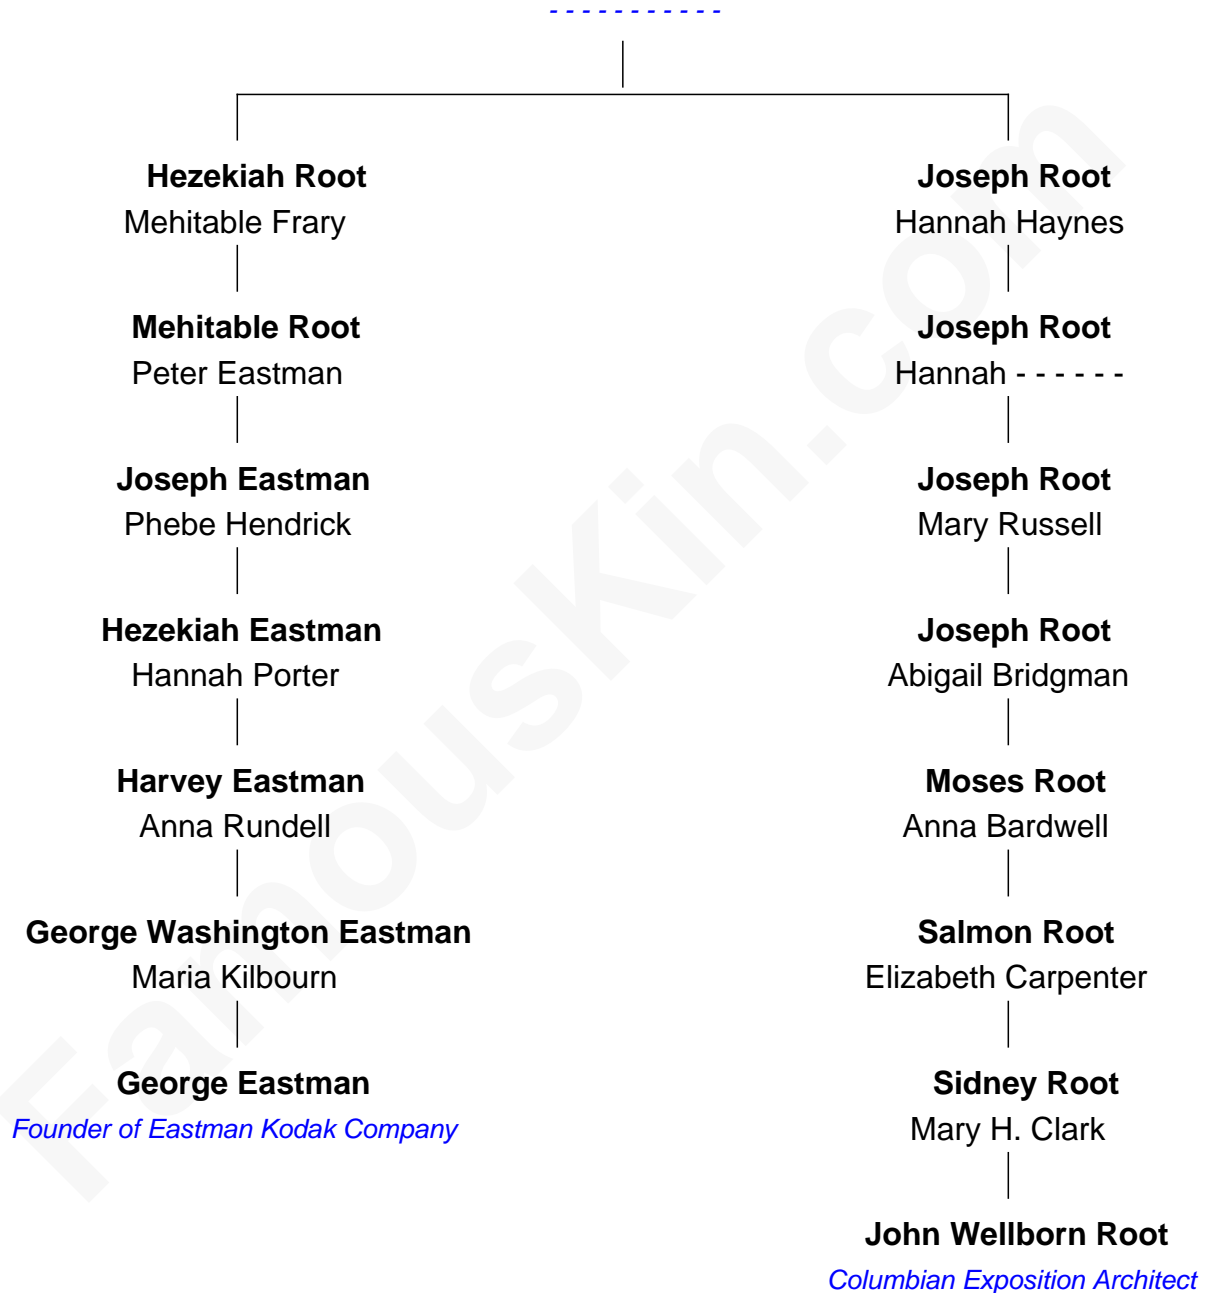 - - - - - - - - - - -
Hezekiah Root
Mehitable Frary
Joseph Root
Hannah Haynes
Mehitable Root
Peter Eastman
Joseph Root
Hannah - - - - - -
Joseph Eastman
Phebe Hendrick
Joseph Root
Mary Russell
Hezekiah Eastman
Hannah Porter
Joseph Root
Abigail Bridgman
Harvey Eastman
Anna Rundell
Moses Root
Anna Bardwell
George Washington Eastman
Maria Kilbourn
Salmon Root
Elizabeth Carpenter
George Eastman
Founder of Eastman Kodak Company
Sidney Root
Mary H. Clark
John Wellborn Root
Columbian Exposition Architect
FamousKin.com